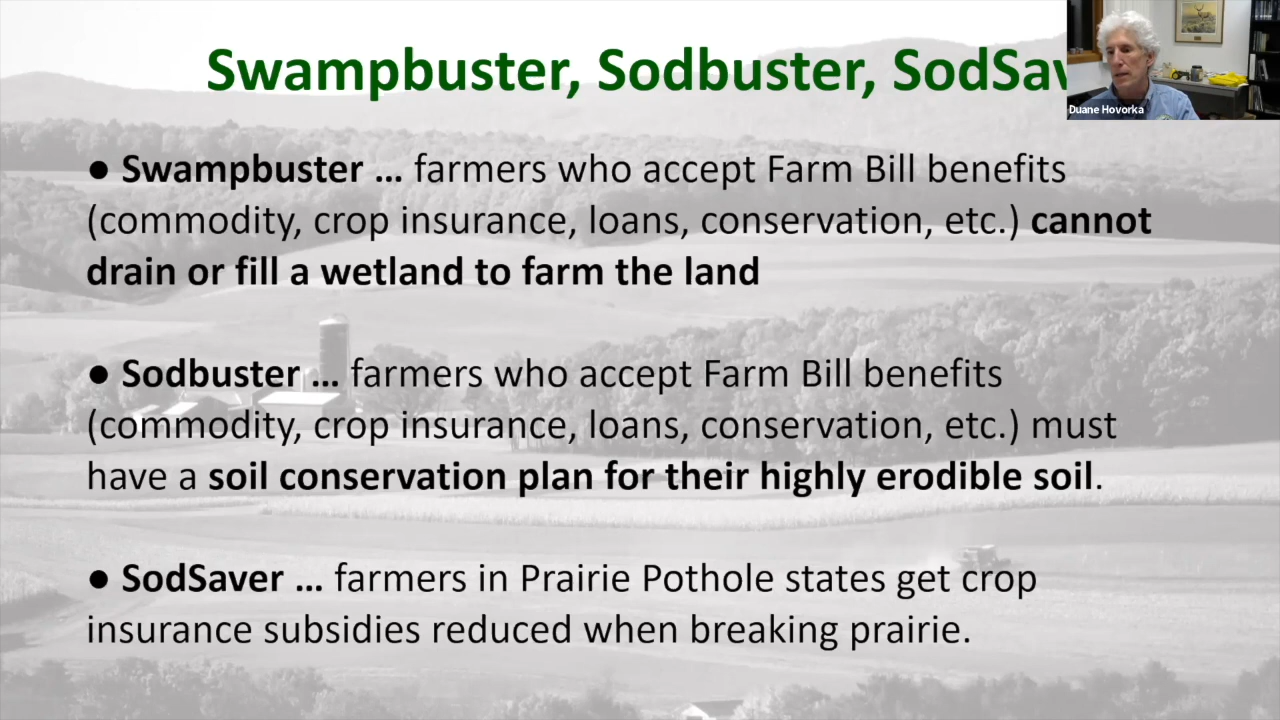 Swampbuster, Sodbuster, SodSav
Duane Hovorka
● Swampbuster ... farmers who accept Farm Bill benefits
(commodity, crop insurance, loans, conservation, etc.) cannot
drain or fill a wetland to farm the land
● Sodbuster ... farmers who accept Farm Bill benefits
(commodity, crop insurance, loans, conservation, etc.) must
have a soil conservation plan for their highly erodible soil.
● SodSaver ... farmers in Prairie Pothole states get crop
insurance subsidies reduced when breaking prairie.